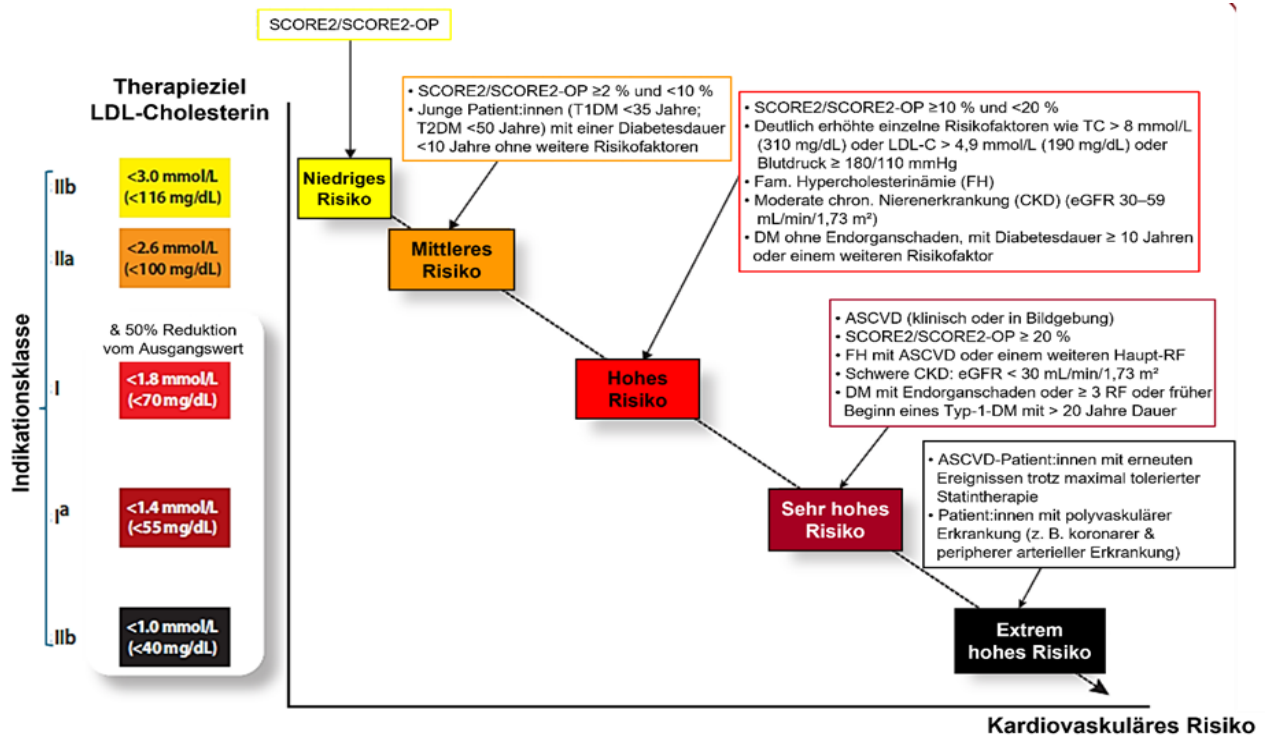 SCORE2/SCORE2-OP
Therapieziel
LDL-Cholesterin
Indikationsklasse
IIb
<3.0 mmol/L
(<116 mg/dL)
IIa
<2.6 mmol/L
(<100 mg/dL)
& 50% Reduktion
vom Ausgangswert
I
<1.8 mmol/L
(<70 mg/dL)
Iª
<1.4 mmol/L
(<55 mg/dL)
IIb
<1.0 mmol/L
(<40 mg/dL)
Niedriges
Risiko
• SCORE2/SCORE2-OP ≥2 % und <10 %
• Junge Patient:innen (T1DM <35 Jahre;
T2DM <50 Jahre) mit einer Diabetesdauer
<10 Jahre ohne weitere Risikofaktoren
Mittleres
Risiko
• SCORE2/SCORE2-OP ≥10 % und <20 %
• Deutlich erhöhte einzelne Risikofaktoren wie TC > 8 mmol/L
(310 mg/dL) oder LDL-C > 4,9 mmol/L (190 mg/dL) oder
Blutdruck ≥ 180/110 mmHg
• Fam. Hypercholesterinämie (FH)
• Moderate chron. Nierenerkrankung (CKD) (eGFR 30–59
mL/min/1,73 m²)
• DM ohne Endorganschaden, mit Diabetesdauer ≥ 10 Jahren
oder einem weiteren Risikofaktor
Hohes
Risiko
• ASCVD (klinisch oder in Bildgebung)
• SCORE2/SCORE2-OP ≥ 20 %
• FH mit ASCVD oder einem weiteren Haupt-RF
• Schwere CKD: eGFR < 30 mL/min/1,73 m²
• DM mit Endorganschaden oder ≥ 3 RF oder früher
Beginn eines Typ-1-DM mit > 20 Jahre Dauer
Sehr hohes
Risiko
• ASCVD-Patient:innen mit erneuten
Ereignissen trotz maximal tolerierter
Statintherapie
• Patient:innen mit polyvaskulärer
Erkrankung (z. B. koronarer &
peripherer arterieller Erkrankung)
Extrem
hohes Risiko
Kardiovaskuläres Risiko